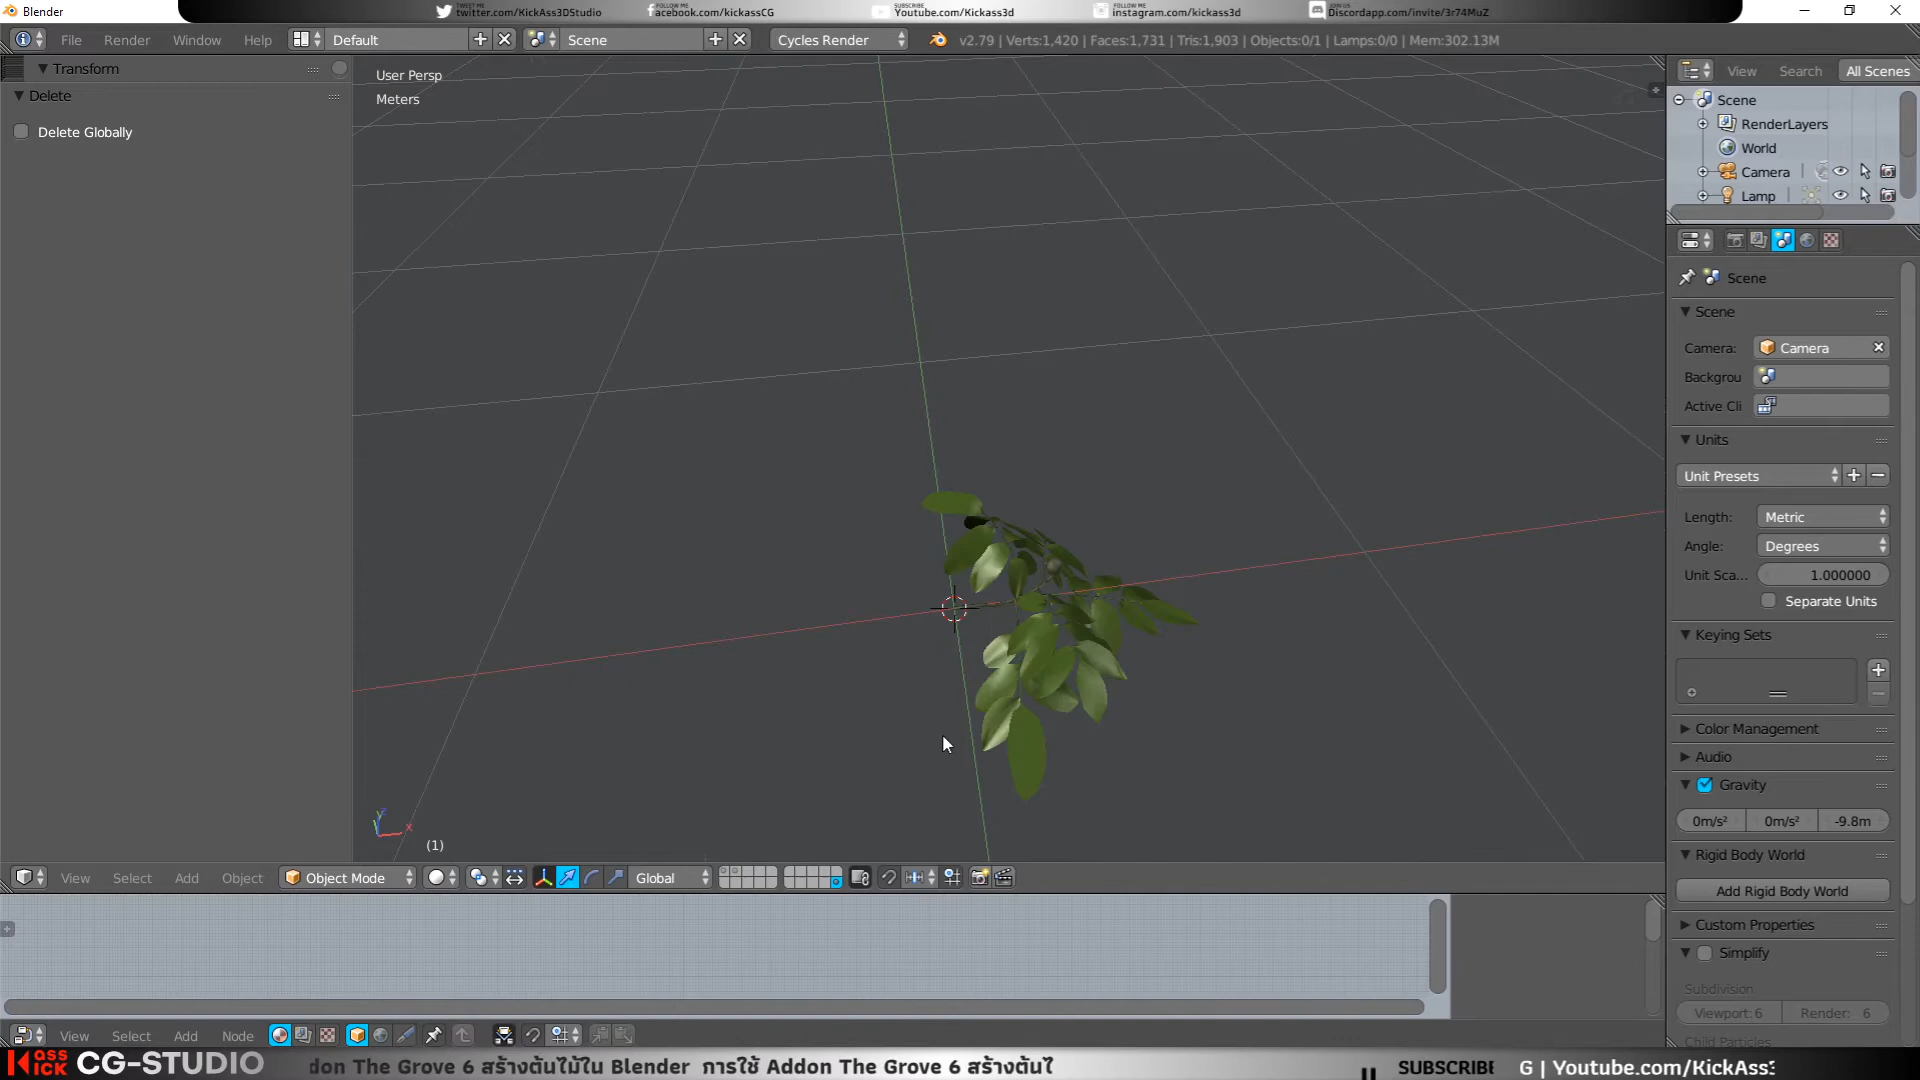 Blender
TWEET ME
twitter.com/KickAss3DStudio
FOLLOW ME
facebook.com/kickassCG
SUBSCRIBE
Youtube.com/Kickass3d
FOLLOW ME
instagram.com/kickass3d
JOIN US
Discordapp.com/invite/3r74MuZ
File Render Window Help Default Scene Cycles Render v2.79 | Verts:1,420 | Faces:1,731 | Tris:1,903 | Objects:0/1 | Lamps:0/0 | Mem:302.13M
Transform
Delete
Delete Globally
User Persp
Meters
(1)
View Search All Scenes
Scene
RenderLayers
World
Camera
Lamp
Scene
Scene
Camera: Camera
Backgrou
Active Cli
Units
Unit Presets
Length: Metric
Angle: Degrees
Unit Sca... 1.000000
Separate Units
Keying Sets
Color Management
Audio
Gravity
0m/s² 0m/s² -9.8m
Rigid Body World
Add Rigid Body World
Custom Properties
Simplify
Subdivision
Viewport: 6 Render: 6
Child Particles
View Select Add Object Object Mode Global
View Select Add Node
KICK ASS CG-STUDIO
don The Grove 6 สร้างต้นไม้ใน Blender การใช้ Addon The Grove 6 สร้างต้นไ
SUBSCRIBE
G | Youtube.com/KickAss3